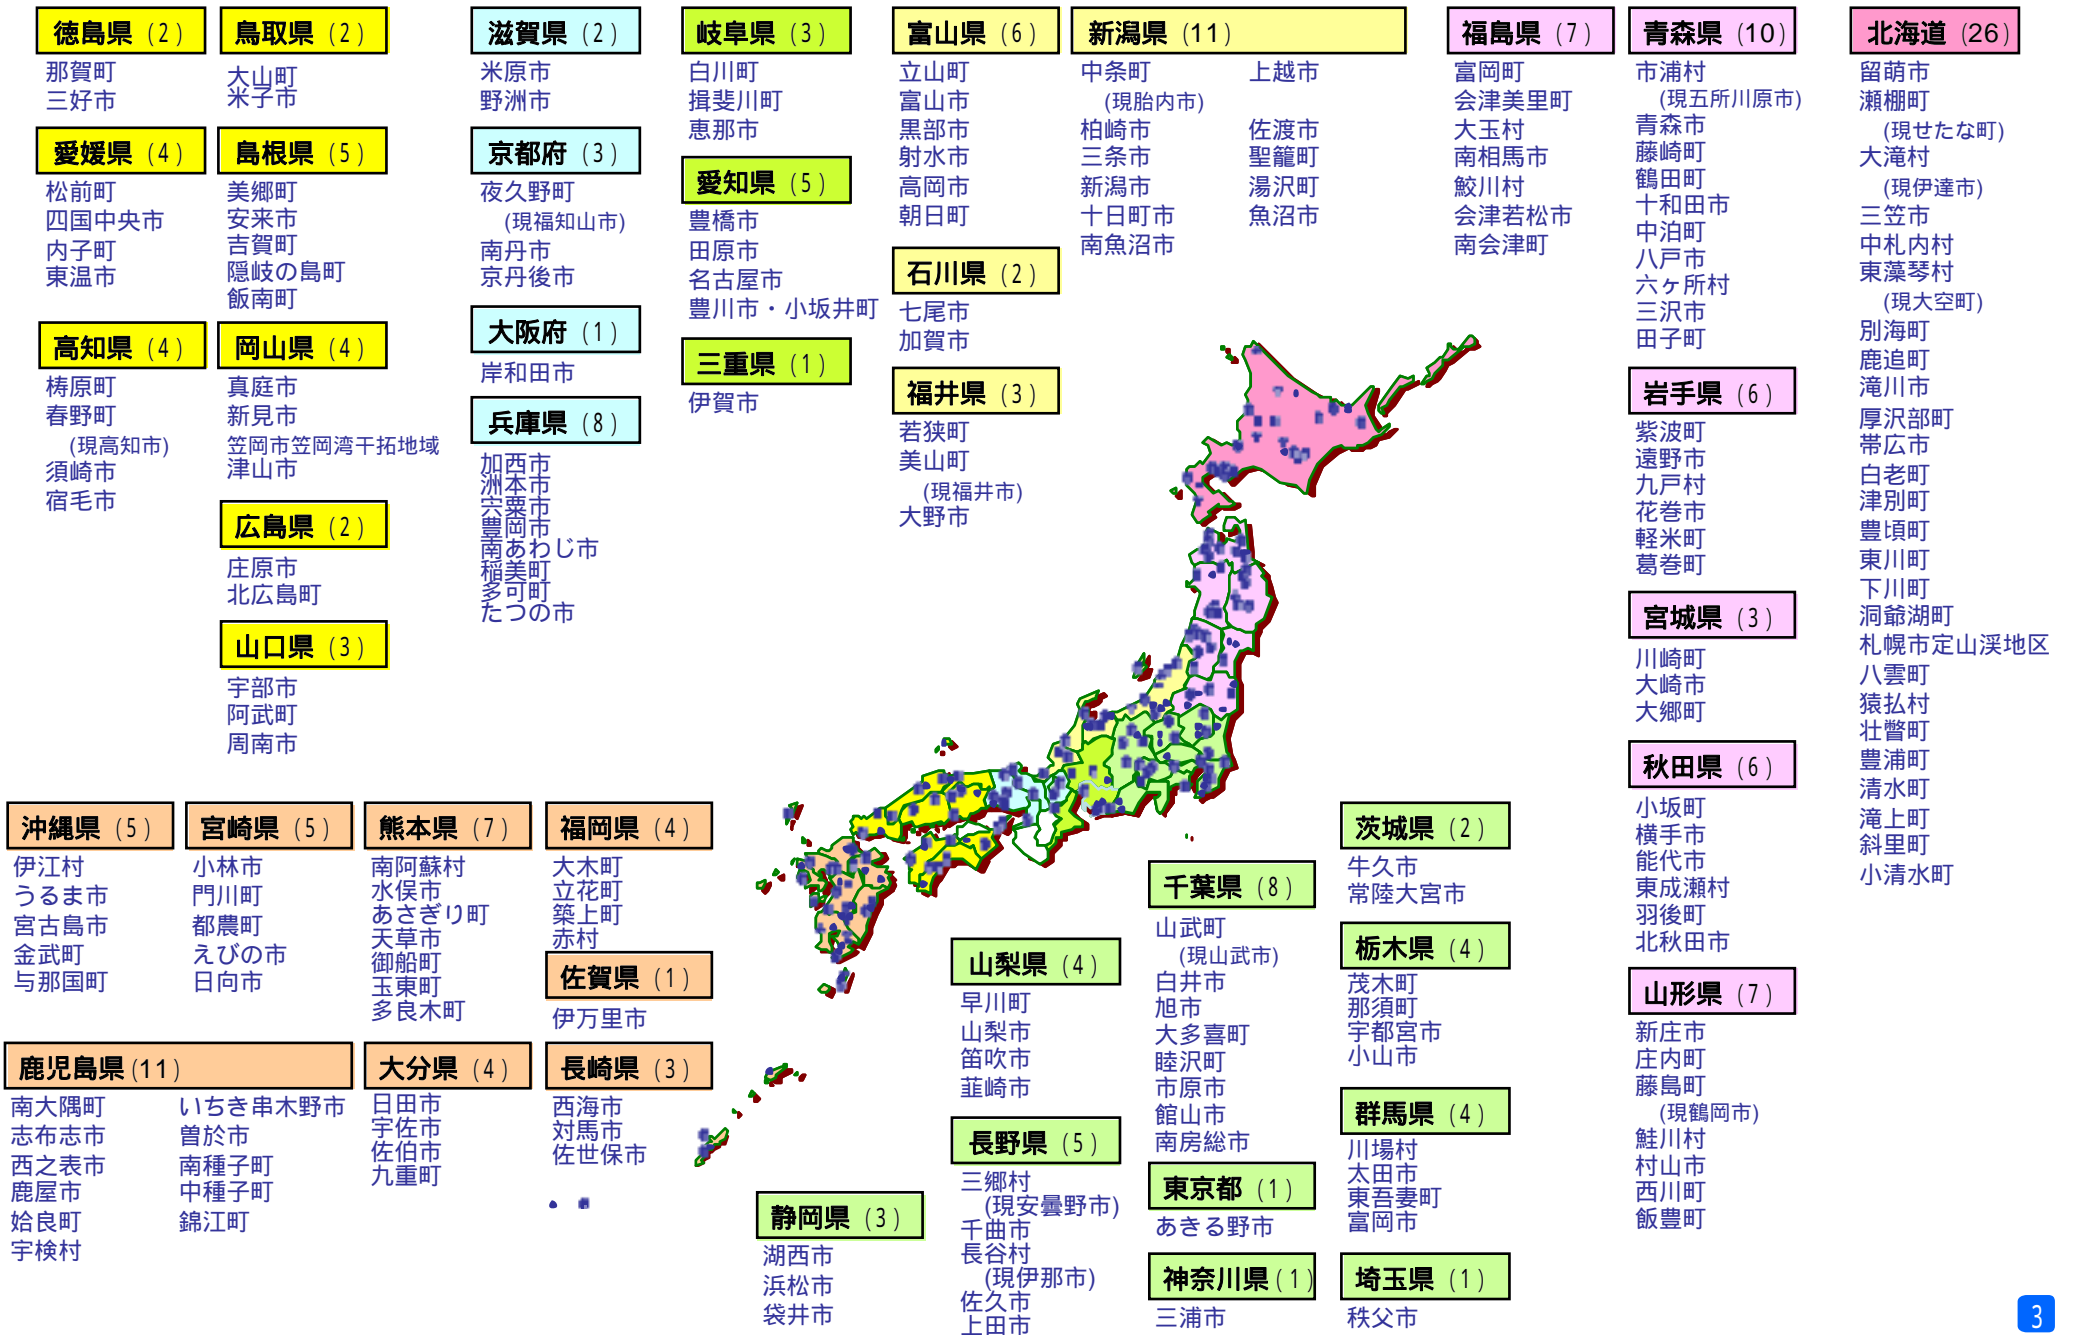 徳島県（2）
那賀町
三好市
愛媛県（4）
松前町
四国中央市
内子町
東温市
高知県（4）
梼原町
春野町
(現高知市)
須崎市
宿毛市
鳥取県（2）
大山町
米子市
島根県（5）
美郷町
安来市
吉賀町
隠岐の島町
飯南町
岡山県（4）
真庭市
新見市
笠岡市笠岡湾干拓地域
津山市
広島県（2）
庄原市
北広島町
山口県（3）
宇部市
阿武町
周南市
滋賀県（2）
米原市
野洲市
京都府（3）
夜久野町
(現福知山市)
南丹市
京丹後市
大阪府（1）
岸和田市
兵庫県（8）
加西市
洲本市
宍粟市
豊岡市
南あわじ市
稲美町
多可町
たつの市
岐阜県（3）
白川町
揖斐川町
恵那市
愛知県（5）
豊橋市
田原市
名古屋市
豊川市・小坂井町
三重県（1）
伊賀市
富山県（6）
立山町
富山市
黒部市
射水市
高岡市
朝日町
石川県（2）
七尾市
加賀市
福井県（3）
若狭町
美山町
(現福井市)
大野市
新潟県（11）
中条町
(現胎内市)
柏崎市
三条市
新潟市
十日町市
南魚沼市
上越市
佐渡市
聖籠町
湯沢町
魚沼市
福島県（7）
富岡町
会津美里町
大玉村
南相馬市
鮫川村
会津若松市
南会津町
青森県（10）
市浦村
(現五所川原市)
青森市
藤崎町
鶴田町
十和田市
中泊町
八戸市
六ヶ所村
三沢市
田子町
岩手県（6）
紫波町
遠野市
九戸村
花巻市
軽米町
葛巻町
宮城県（3）
川崎町
大崎市
大郷町
秋田県（6）
小坂町
横手市
能代市
東成瀬村
羽後町
北秋田市
山形県（7）
新庄市
庄内町
藤島町
(現鶴岡市)
鮭川村
村山市
西川町
飯豊町
北海道（26）
留萌市
瀬棚町
(現せたな町)
大滝村
(現伊達市)
三笠市
中札内村
東藻琴村
(現大空町)
別海町
鹿追町
滝川市
厚沢部町
帯広市
白老町
津別町
豊頃町
東川町
下川町
洞爺湖町
札幌市定山渓地区
八雲町
猿払村
壮瞥町
豊浦町
清水町
滝上町
斜里町
小清水町
沖縄県（5）
伊江村
うるま市
宮古島市
金武町
与那国町
宮崎県（5）
小林市
門川町
都農町
えびの市
日向市
熊本県（7）
南阿蘇村
水俣市
あさぎり町
天草市
御船町
玉東町
多良木町
福岡県（4）
大木町
立花町
築上町
赤村
佐賀県（1）
伊万里市
鹿児島県（11）
南大隅町
志布志市
西之表市
鹿屋市
姶良町
宇検村
いちき串木野市
曽於市
南種子町
中種子町
錦江町
大分県（4）
日田市
宇佐市
佐伯市
九重町
長崎県（3）
西海市
対馬市
佐世保市
静岡県（3）
湖西市
浜松市
袋井市
山梨県（4）
早川町
山梨市
笛吹市
韮崎市
長野県（5）
三郷村
(現安曇野市)
千曲市
長谷村
(現伊那市)
佐久市
上田市
千葉県（8）
山武町
(現山武市)
白井市
旭市
大多喜町
睦沢町
市原市
館山市
南房総市
東京都（1）
あきる野市
神奈川県（1）
三浦市
茨城県（2）
牛久市
常陸大宮市
栃木県（4）
茂木町
那須町
宇都宮市
小山市
群馬県（4）
川場村
太田市
東吾妻町
富岡市
埼玉県（1）
秩父市
3